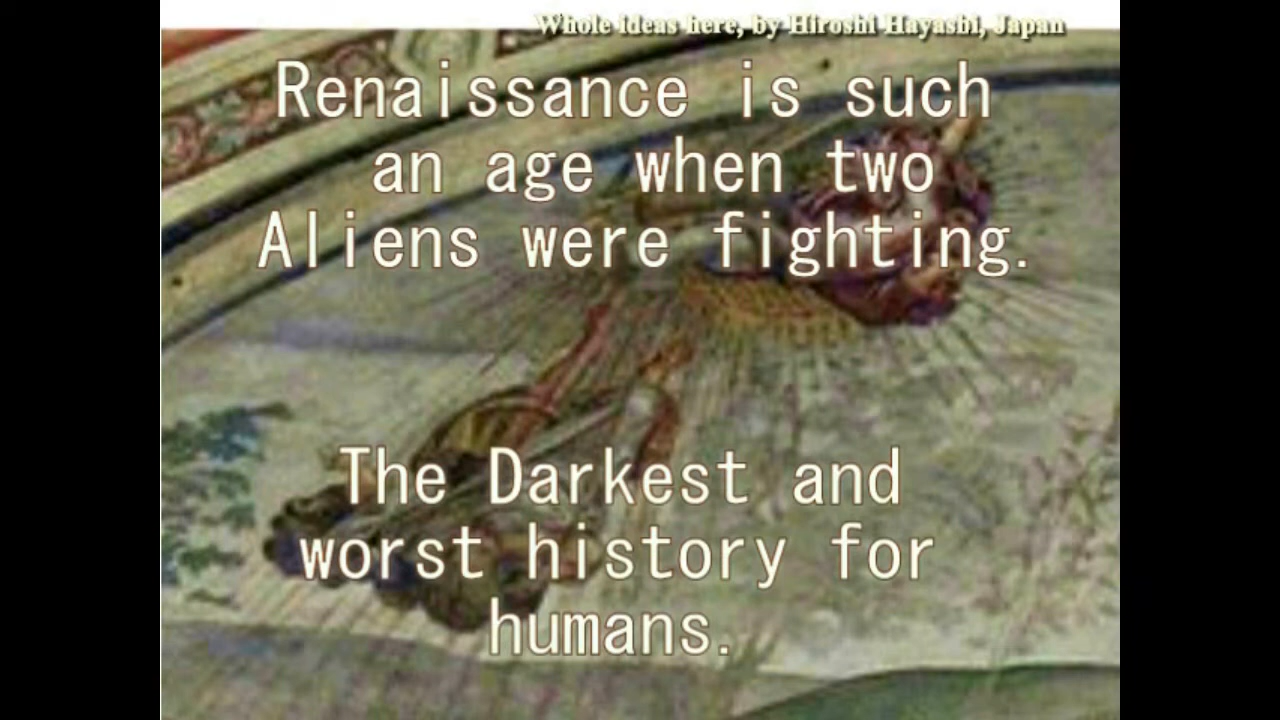 Whole ideas here, by Hiroshi Hayashi, Japan
Renaissance is such
an age when two
Aliens were fighting.
The Darkest and
worst history for
humans.